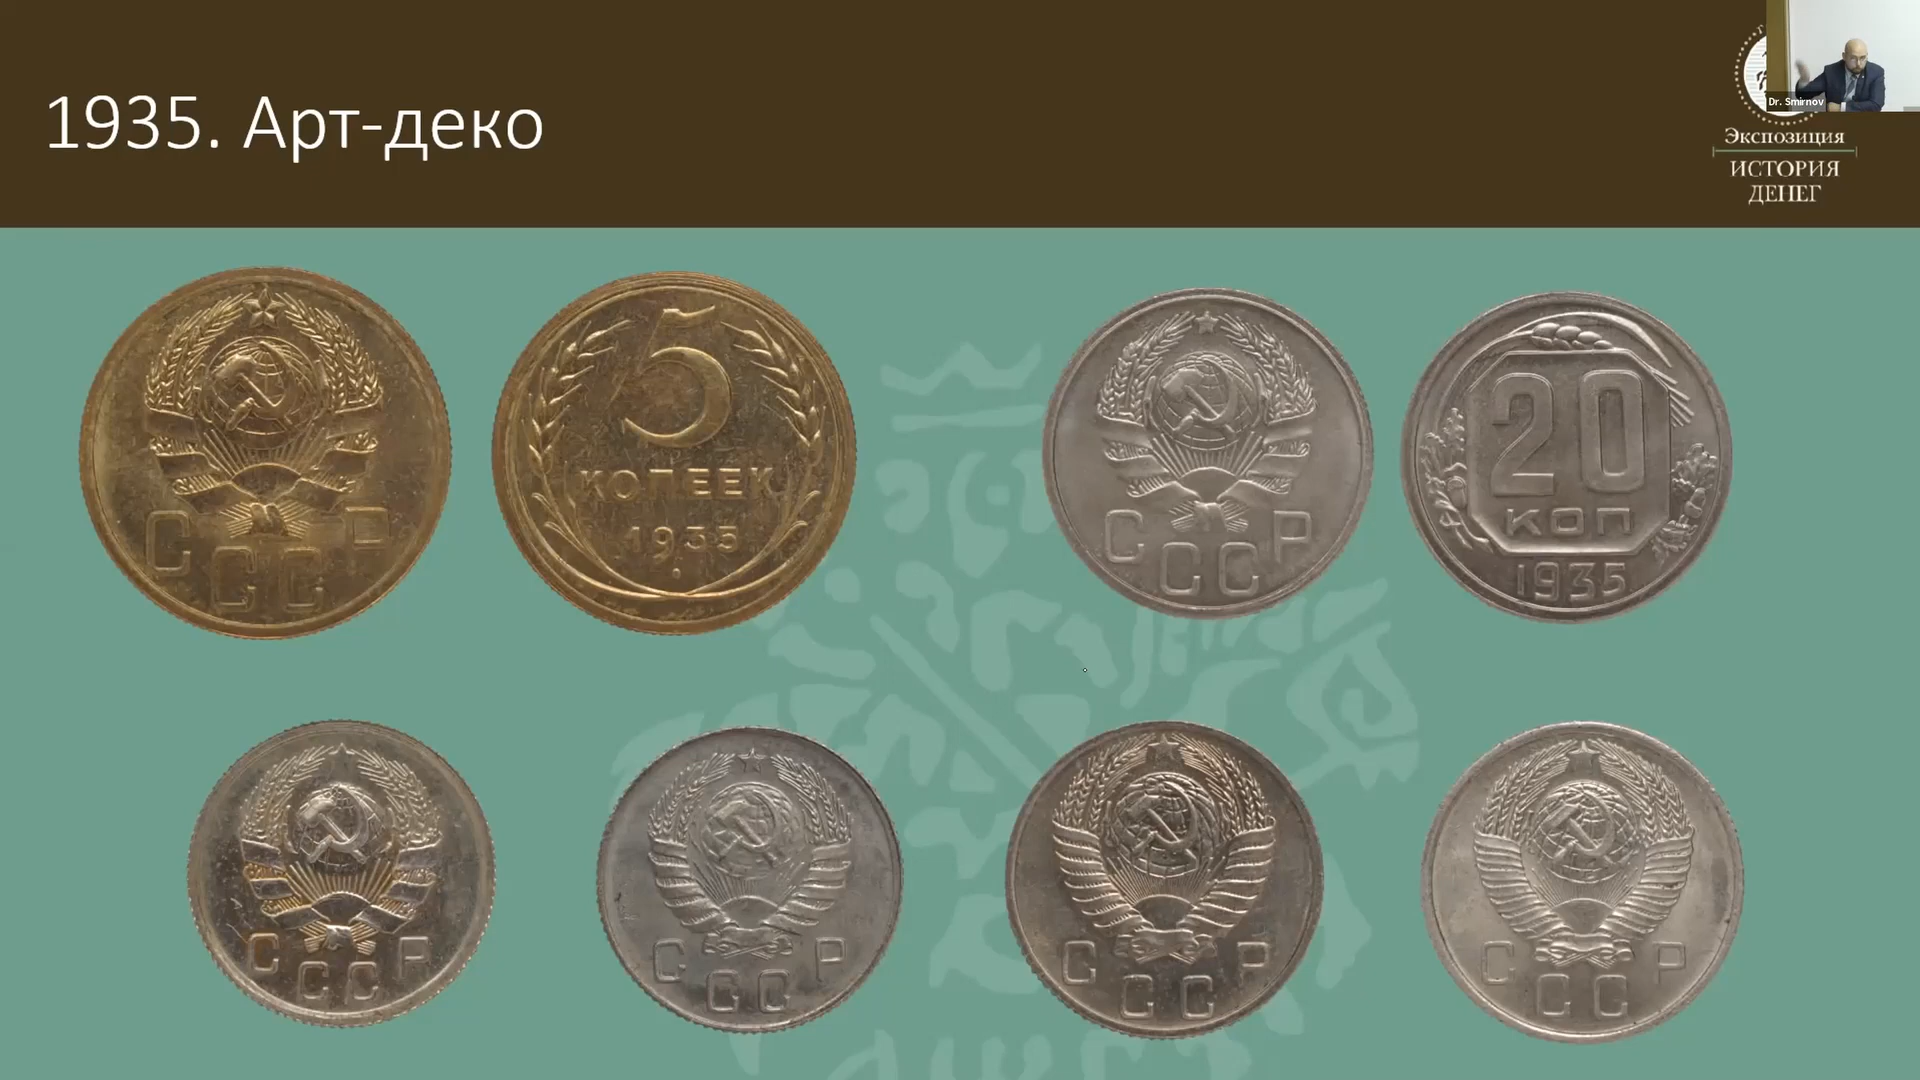 1935. Арт-деко
Dr. Smirnov
Экспозиция
ИСТОРИЯ
ДЕНЕГ
СССР
5
КОПЕЕК
1935
СССР
20
КОП
1935
СССР
СССР
СССР
СССР